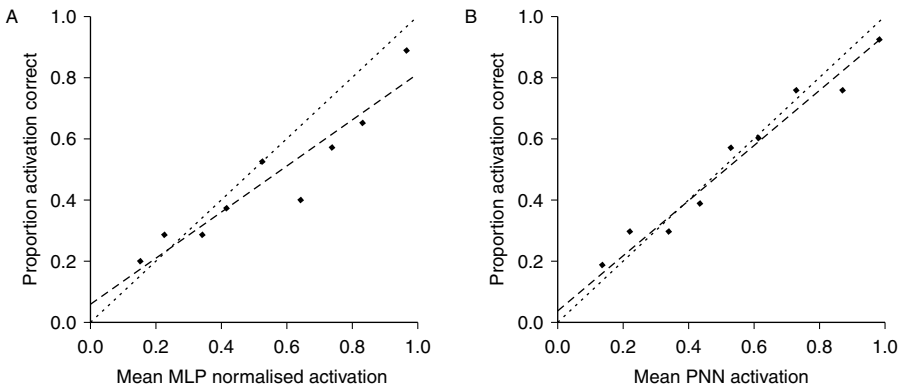 A
1.0
0.8
0.6
0.4
0.2
0.0
Proportion activation correct
0.0 0.2 0.4 0.6 0.8 1.0
Mean MLP normalised activation
B
1.0
0.8
0.6
0.4
0.2
0.0
Proportion activation correct
0.0 0.2 0.4 0.6 0.8 1.0
Mean PNN activation